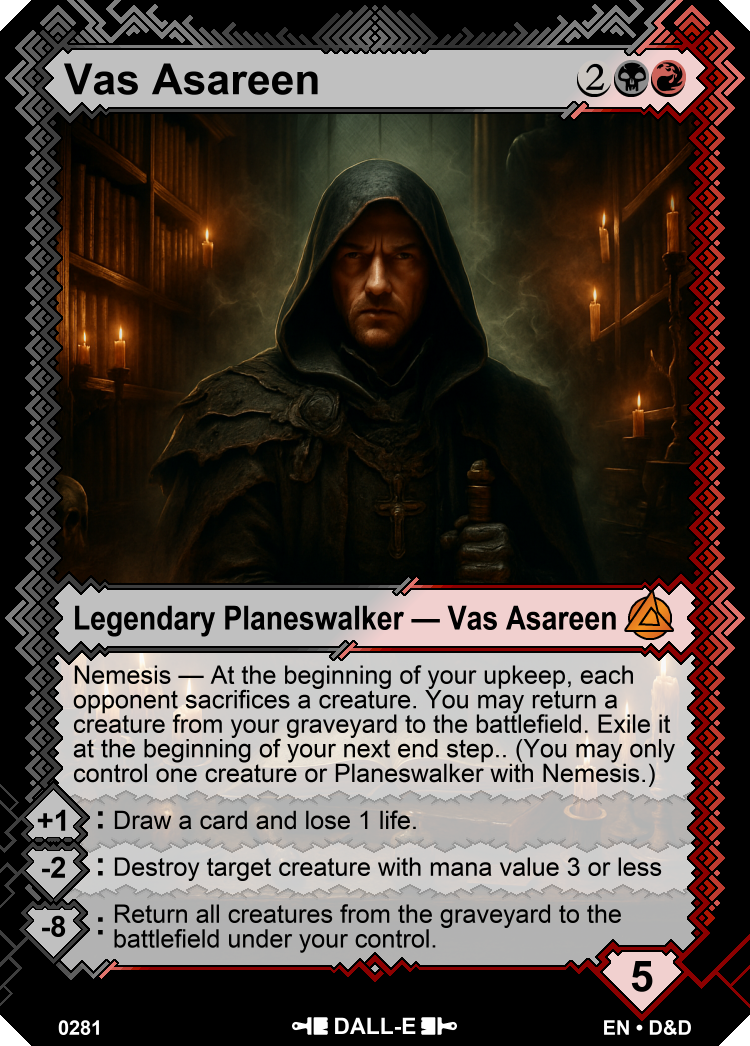 Vas Asareen 2
Legendary Planeswalker — Vas Asareen
Nemesis — At the beginning of your upkeep, each
opponent sacrifices a creature. You may return a
creature from your graveyard to the battlefield. Exile it
at the beginning of your next end step.. (You may only
control one creature or Planeswalker with Nemesis.)
+1 : Draw a card and lose 1 life.
-2 : Destroy target creature with mana value 3 or less
-8 : Return all creatures from the graveyard to the
battlefield under your control.
5
0281 DALL-E EN • D&D